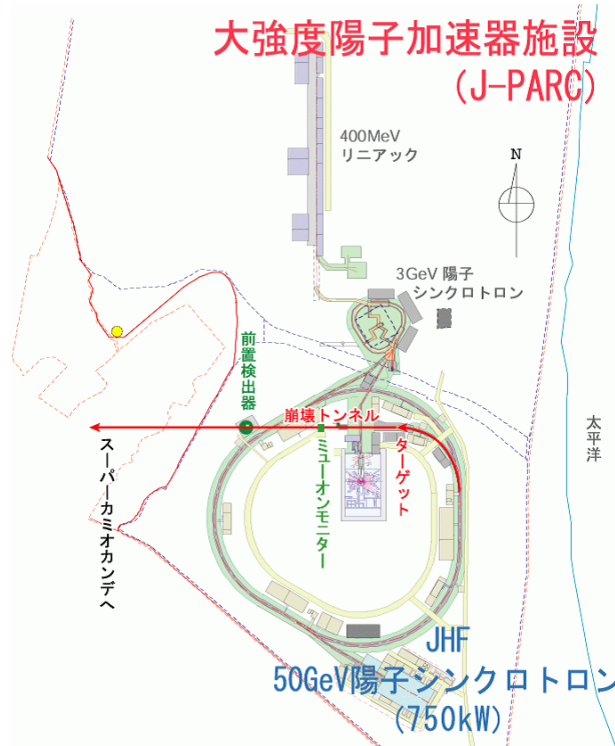 大強度陽子加速器施設
(J-PARC)
400MeV
リニアック
N
3GeV 陽子
シンクロトロン
前置検出器
崩壊トンネル
ターゲット
ミューオンモニター
スーパーカミオカンデへ
太平洋
JHF
50GeV陽子シンクロトロン
(750kW)